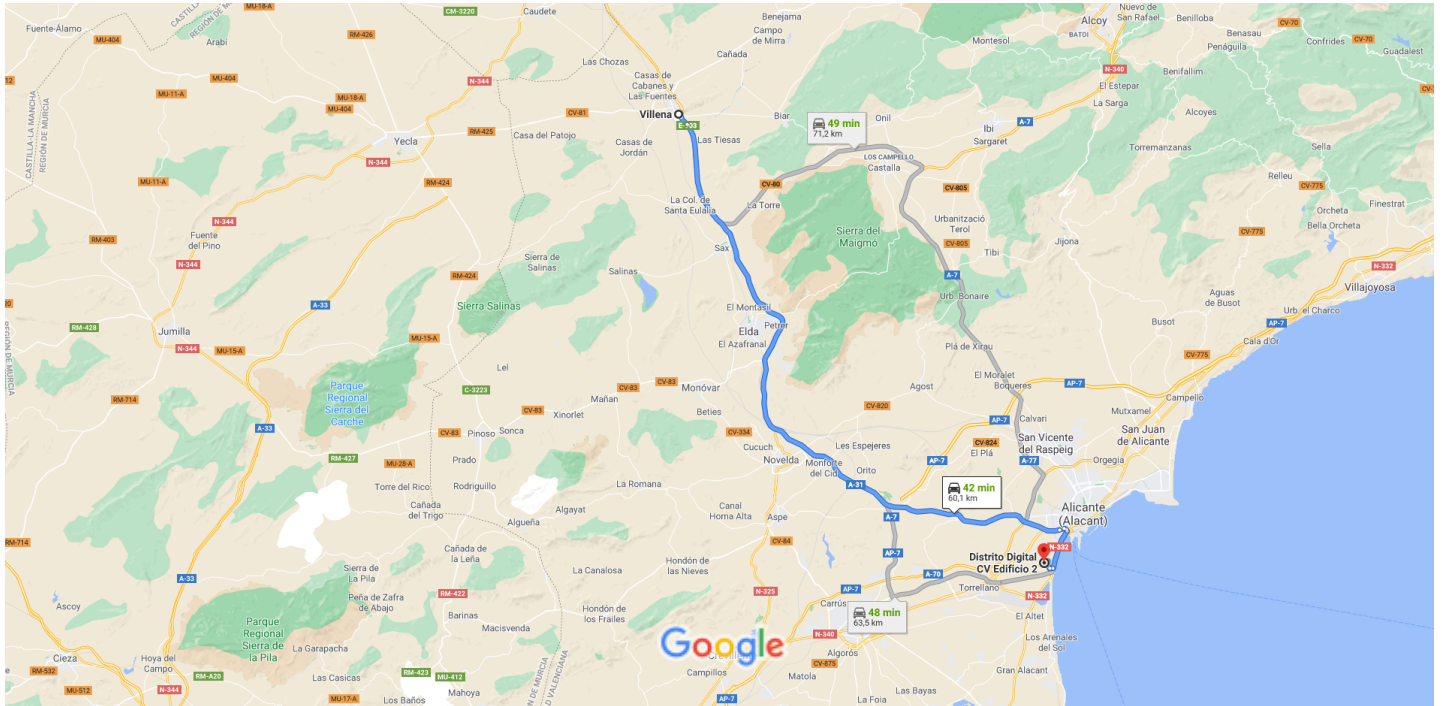 MU-18-A
CM-3220
Caudete
Benejama
Campo
de Mira
Nuevo de
San Rafael
Benilloba
Benasau
CV-70
Confrides
CV-70
Fuente-Álamo
MU-404
Arabí
RM-426
Alcoy
BATOI
Penáguila
Guadalest
Montesol
Cañada
Las Chozas
N-340
Benifallim
MU-404
N-344
Casas de
Cabanes y
Las Fuentes
El Estepar
La Sarga
Alcoyes
MU-11-A
MU-18-A
MU-404
CV-81
Villena
Biar
49 min
71,2 km
Onil
Ibi
Sargaret
A-7
RM-425
Casa del Patojo
Las Tiesas
Casas de
Jordán
Yecla
N-344
LOS CAMPELLO
Castalla
Torremanzanas
Sella
CASTILLA-LA MANCHA
REGIÓN DE MURCIA
MU-11-A
RM-424
CV-80
CV-805
Relleu
CV-775
La Col. de
Santa Eulalia
La Torre
Orcheta
Finestrat
Bella Orcheta
N-344
RM-403
Fuente
del Pino
Sierra del
Maigmó
Urbanització
Terol
CV-805
Tibi
Jijona
CV-775
Sax
Sierra de
Salinas
Salinas
N-344
RM-424
A-7
N-332
Villajoyosa
A-33
Sierra Salinas
Urb. Bonaire
Aguas
de Busot
Urb. el Charco
El Montasil
Elda
Petrer
El Azafranal
RM-428
Jumilla
N-344
MU-15-A
MU-15-A
Busot
AP-7
Cala d'Or
Plá de Xirau
CV-775
Lel
El Moralet
Boqueres
AP-7
Parque
Regional
Sierra del
Carche
C-3223
CV-83
CV-83
Monóvar
Agost
Campello
RM-714
Mañan
Xinorlet
CV-83
Beties
CV-820
AP-7
Calvari
Mutxamel
A-33
CV-83
Pinoso
Sonca
CV-334
San Juan
de Alicante
San Vicente
del Raspeig
Cucuch
Les Espejeres
CV-824
El Plá
RM-427
MU-28-A
Prado
Novelda
Monforte
del Cid
Orito
AP-7
A-77
Orgegia
Torre del Rico
Rodriguillo
La Romana
A-31
42 min
60,1 km
Cañada
del Trigo
Algueña
Algayat
Canal
Homa Alta
Aspe
A-7
Alicante
(Alacant)
RM-714
CV-84
Cañada de
la Leña
Hondón de
las Nieves
AP-7
Distrito Digital
CV Edificio 2
N-332
La Canalosa
Sierra de
La Pila
A-33
A-70
Torrellano
Peña de Zafra
de Abajo
RM-422
N-325
AP-7
N-332
Ascoy
Hondón de
los Frailes
48 min
63,5 km
El Altet
Barinas
Macisvenda
Parque
Regional
Sierra de
la Pila
La Garapacha
Google
N-340
Los Arenales
del Sol
Algorós
Cieza
Hoya del
Campo
CV-875
RM-532
RM-A20
Las Casicas
RM-423
MU-412
Campillos
Matola
Gran Alacant
MU-512
N-344
MU-17-A
Los Baños
Mahoya
AP-7
La Foia
Las Bayas